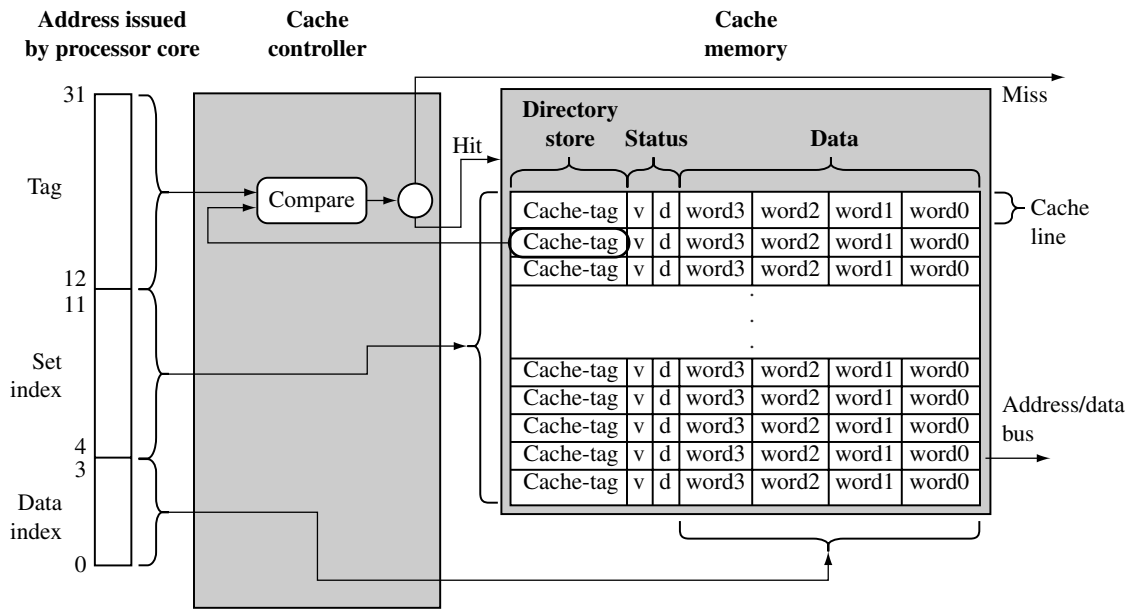 Address issued
by processor core
Cache
controller
Cache
memory
31
Miss
Directory
store
Status
Data
Hit
Tag
Compare
Cache-tag v d word3 word2 word1 word0
Cache
line
Cache-tag v d word3 word2 word1 word0
Cache-tag v d word3 word2 word1 word0
12
11
.
.
.
Set
index
Cache-tag v d word3 word2 word1 word0
Cache-tag v d word3 word2 word1 word0
Cache-tag v d word3 word2 word1 word0
Cache-tag v d word3 word2 word1 word0
Cache-tag v d word3 word2 word1 word0
Address/data
bus
4
3
Data
index
0